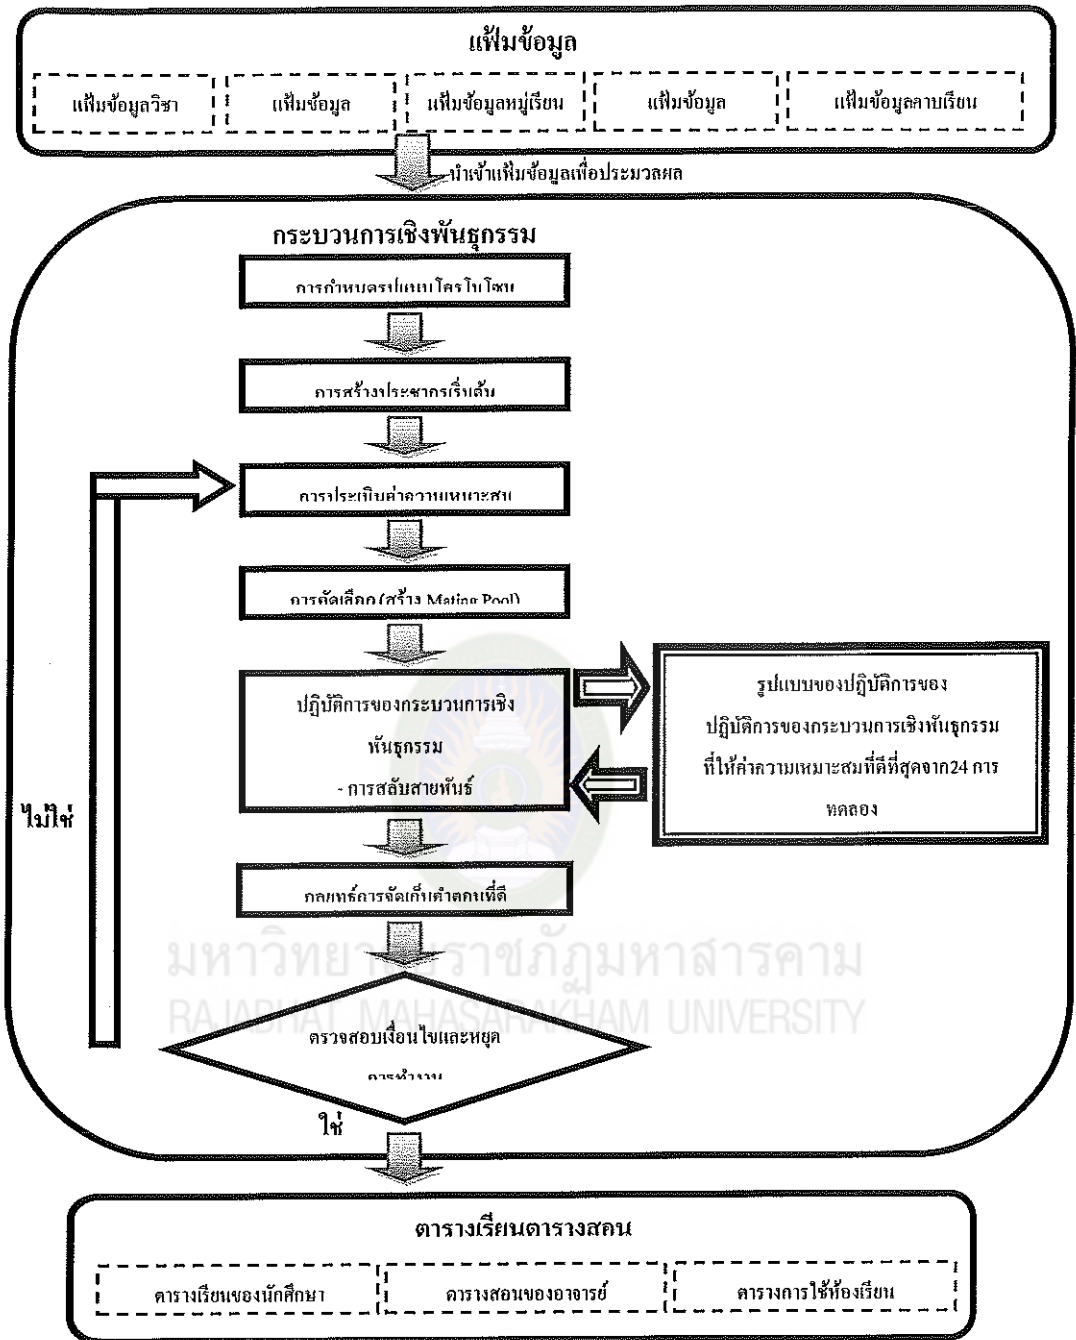 แฟ้มข้อมูล
แฟ้มข้อมูลวิชา
แฟ้มข้อมูล
แฟ้มข้อมูลหมู่เรียน
แฟ้มข้อมูล
แฟ้มข้อมูลคาบเรียน
นำเข้าแฟ้มข้อมูลเพื่อประมวลผล
กระบวนการเชิงพันธุกรรม
การกำหนดรูปแบบโครโมโซม
การสร้างประชากรเริ่มต้น
การประเมินค่าความเหมาะสม
การคัดเลือก (สร้าง Mating Pool)
ปฏิบัติการของกระบวนการเชิง
พันธุกรรม
- การสลับสายพันธ์
รูปแบบของปฏิบัติการของ
ปฏิบัติการของกระบวนการเชิงพันธุกรรม
ที่ให้ค่าความเหมาะสมที่ดีที่สุดจาก24 การ
ทดลอง
ไม่ใช่
กลยุทธ์การจัดเก็บคำตอบที่ดี
มหาวิทยาลัยราชภัฏมหาสารคาม
RAJABHAT MAHASARAKHAM UNIVERSITY
ตรวจสอบเงื่อนไขและหยุด
การทำงาน
ใช่
ตารางเรียนตารางสอน
ตารางเรียนของนักศึกษา
ตารางสอนของอาจารย์
ตารางการใช้ห้องเรียน